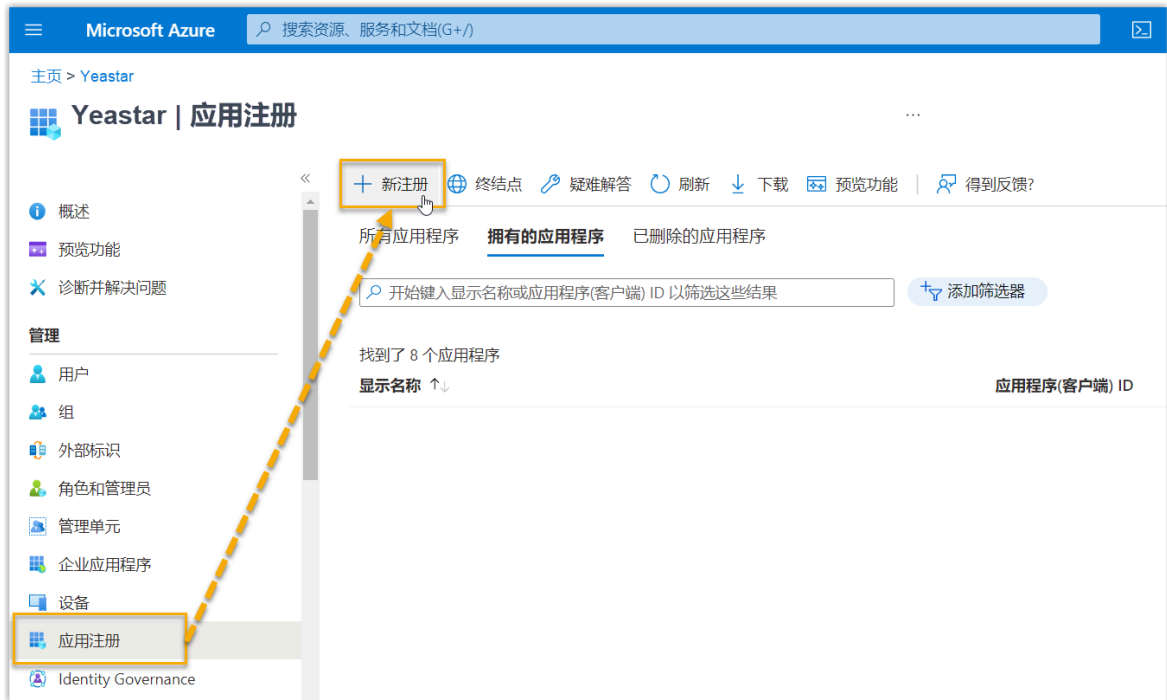 Microsoft Azure
搜索资源、服务和文档(G+/)
主页 > Yeastar
Yeastar | 应用注册
...
«
新注册 终结点 疑难解答 刷新 下载 预览功能 | 得到反馈?
概述
预览功能
诊断并解决问题
管理
用户
组
外部标识
角色和管理员
管理单元
企业应用程序
设备
应用注册
Identity Governance
所有应用程序 拥有的应用程序 已删除的应用程序
开始键入显示名称或应用程序(客户端) ID 以筛选这些结果
添加筛选器
找到了 8 个应用程序
显示名称 ↑↓ 应用程序(客户端) ID